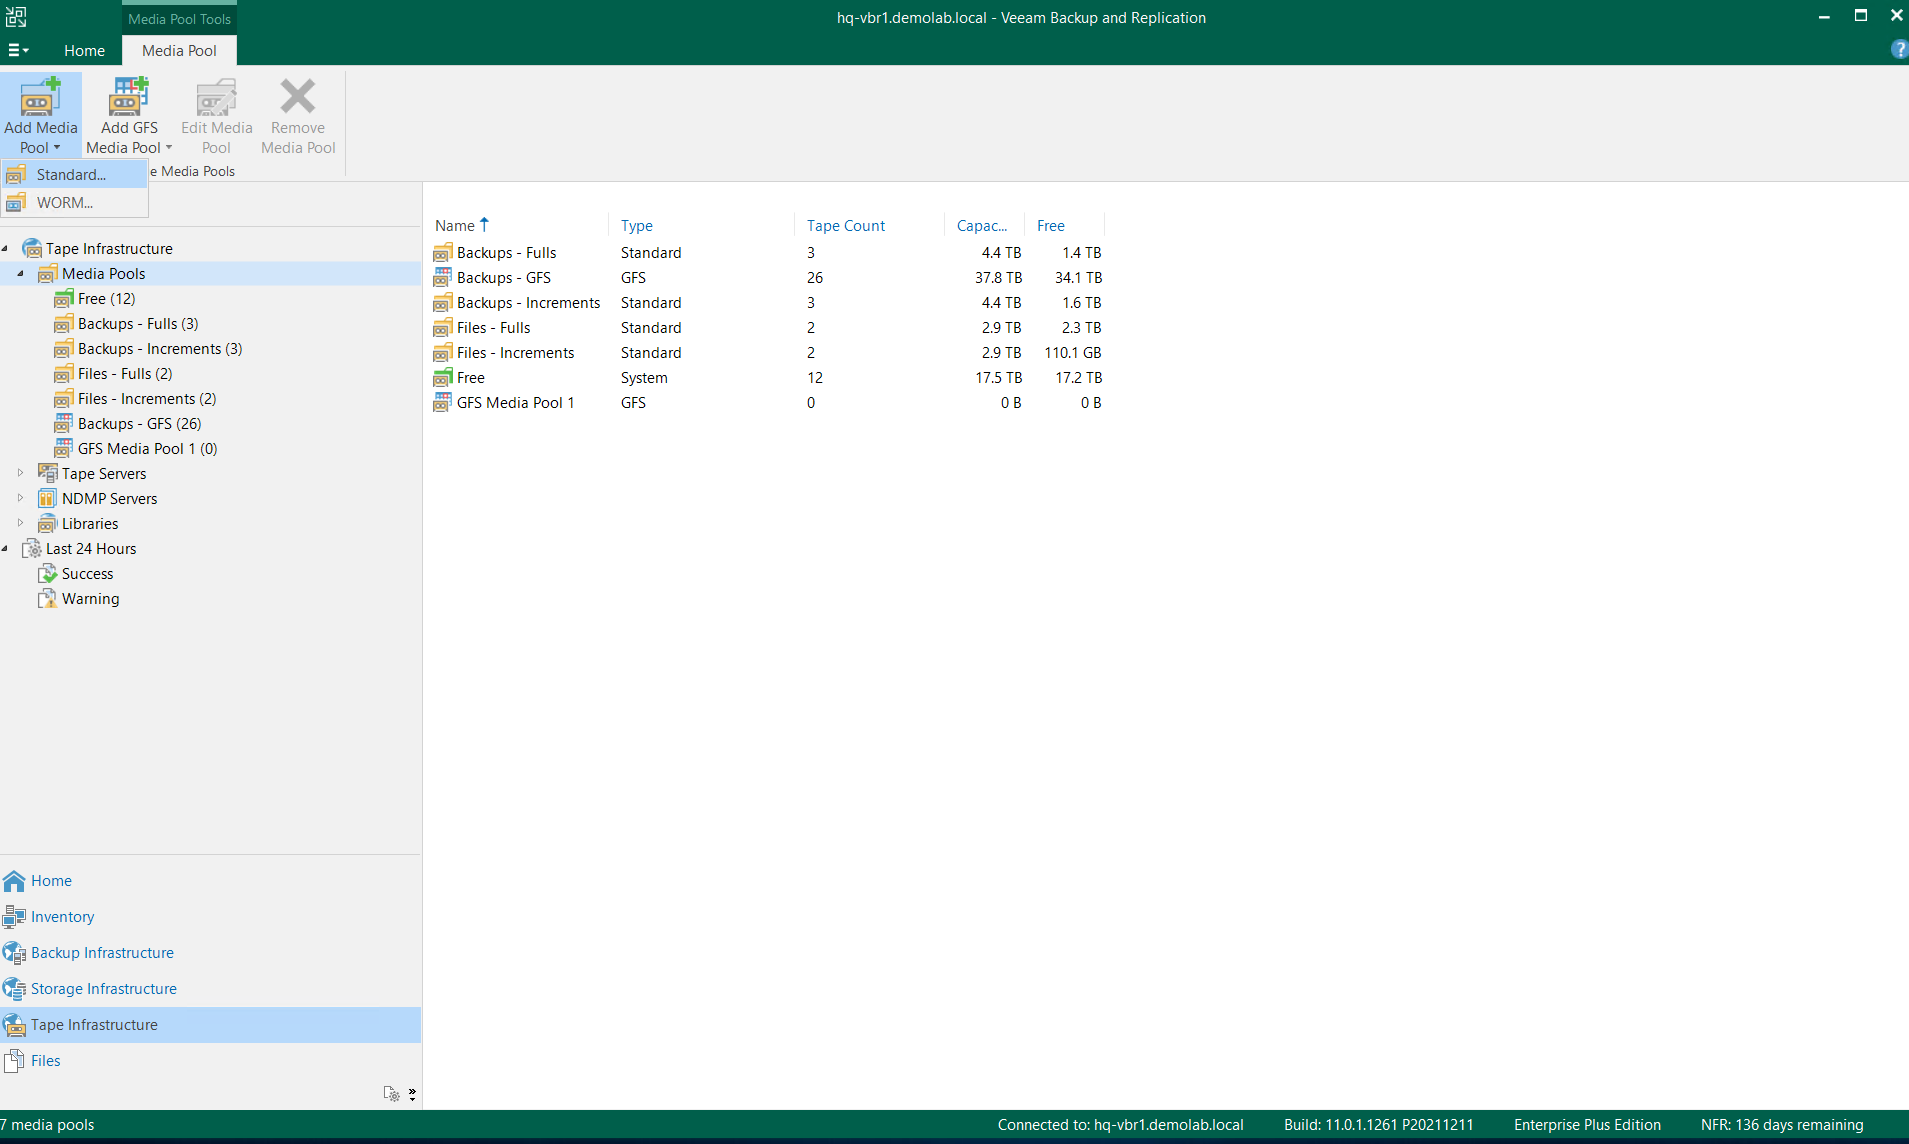 Media Pool Tools
hq-vbr1.demolab.local - Veeam Backup and Replication
Home
Media Pool
Add Media
Pool
Add GFS
Media Pool
Edit Media
Pool
Remove
Media Pool
e Media Pools
Standard...
WORM...
Tape Infrastructure
Media Pools
Free (12)
Backups - Fulls (3)
Backups - Increments (3)
Files - Fulls (2)
Files - Increments (2)
Backups - GFS (26)
GFS Media Pool 1 (0)
Tape Servers
NDMP Servers
Libraries
Last 24 Hours
Success
Warning
Name Type Tape Count Capac... Free
Backups - Fulls Standard 3 4.4 TB 1.4 TB
Backups - GFS GFS 26 37.8 TB 34.1 TB
Backups - Increments Standard 3 4.4 TB 1.6 TB
Files - Fulls Standard 2 2.9 TB 2.3 TB
Files - Increments Standard 2 2.9 TB 110.1 GB
Free System 12 17.5 TB 17.2 TB
GFS Media Pool 1 GFS 0 0 B 0 B
Home
Inventory
Backup Infrastructure
Storage Infrastructure
Tape Infrastructure
Files
7 media pools
Connected to: hq-vbr1.demolab.local
Build: 11.0.1.1261 P20211211
Enterprise Plus Edition
NFR: 136 days remaining